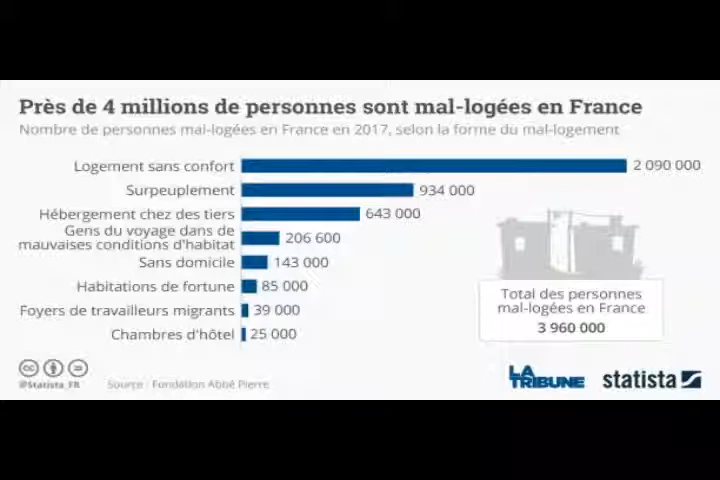 Près de 4 millions de personnes sont mal-logées en France
Nombre de personnes mal-logées en France en 2017, selon la forme du mal-logement
Logement sans confort 2 090 000
Surpeuplement 934 000
Hébergement chez des tiers 643 000
Gens du voyage dans de
mauvaises conditions d'habitat 206 600
Sans domicile 143 000
Habitations de fortune 85 000
Foyers de travailleurs migrants 39 000
Chambres d'hôtel 25 000
Total des personnes
mal-logées en France
3 960 000
@Statista_FR Source : Fondation Abbé Pierre
LA
TRIBUNE
statista